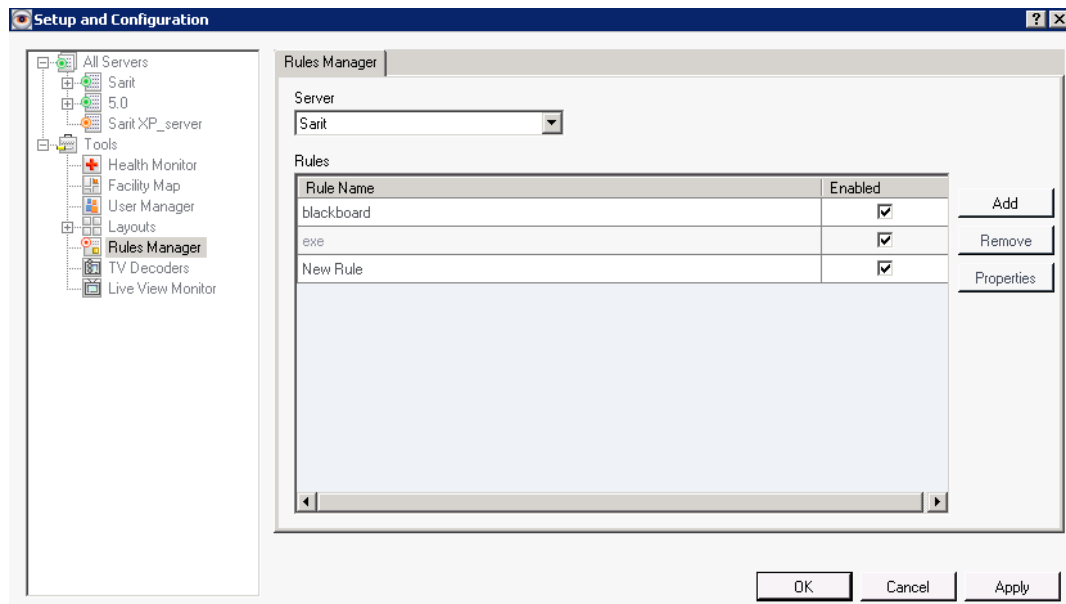 Setup and Configuration
All Servers
Sarit
5.0
Sarit XP_server
Tools
Health Monitor
Facility Map
User Manager
Layouts
Rules Manager
TV Decoders
Live View Monitor
Rules Manager
Server
Sarit
Rules
Rule Name Enabled
blackboard
exe
New Rule
Add
Remove
Properties
OK Cancel Apply